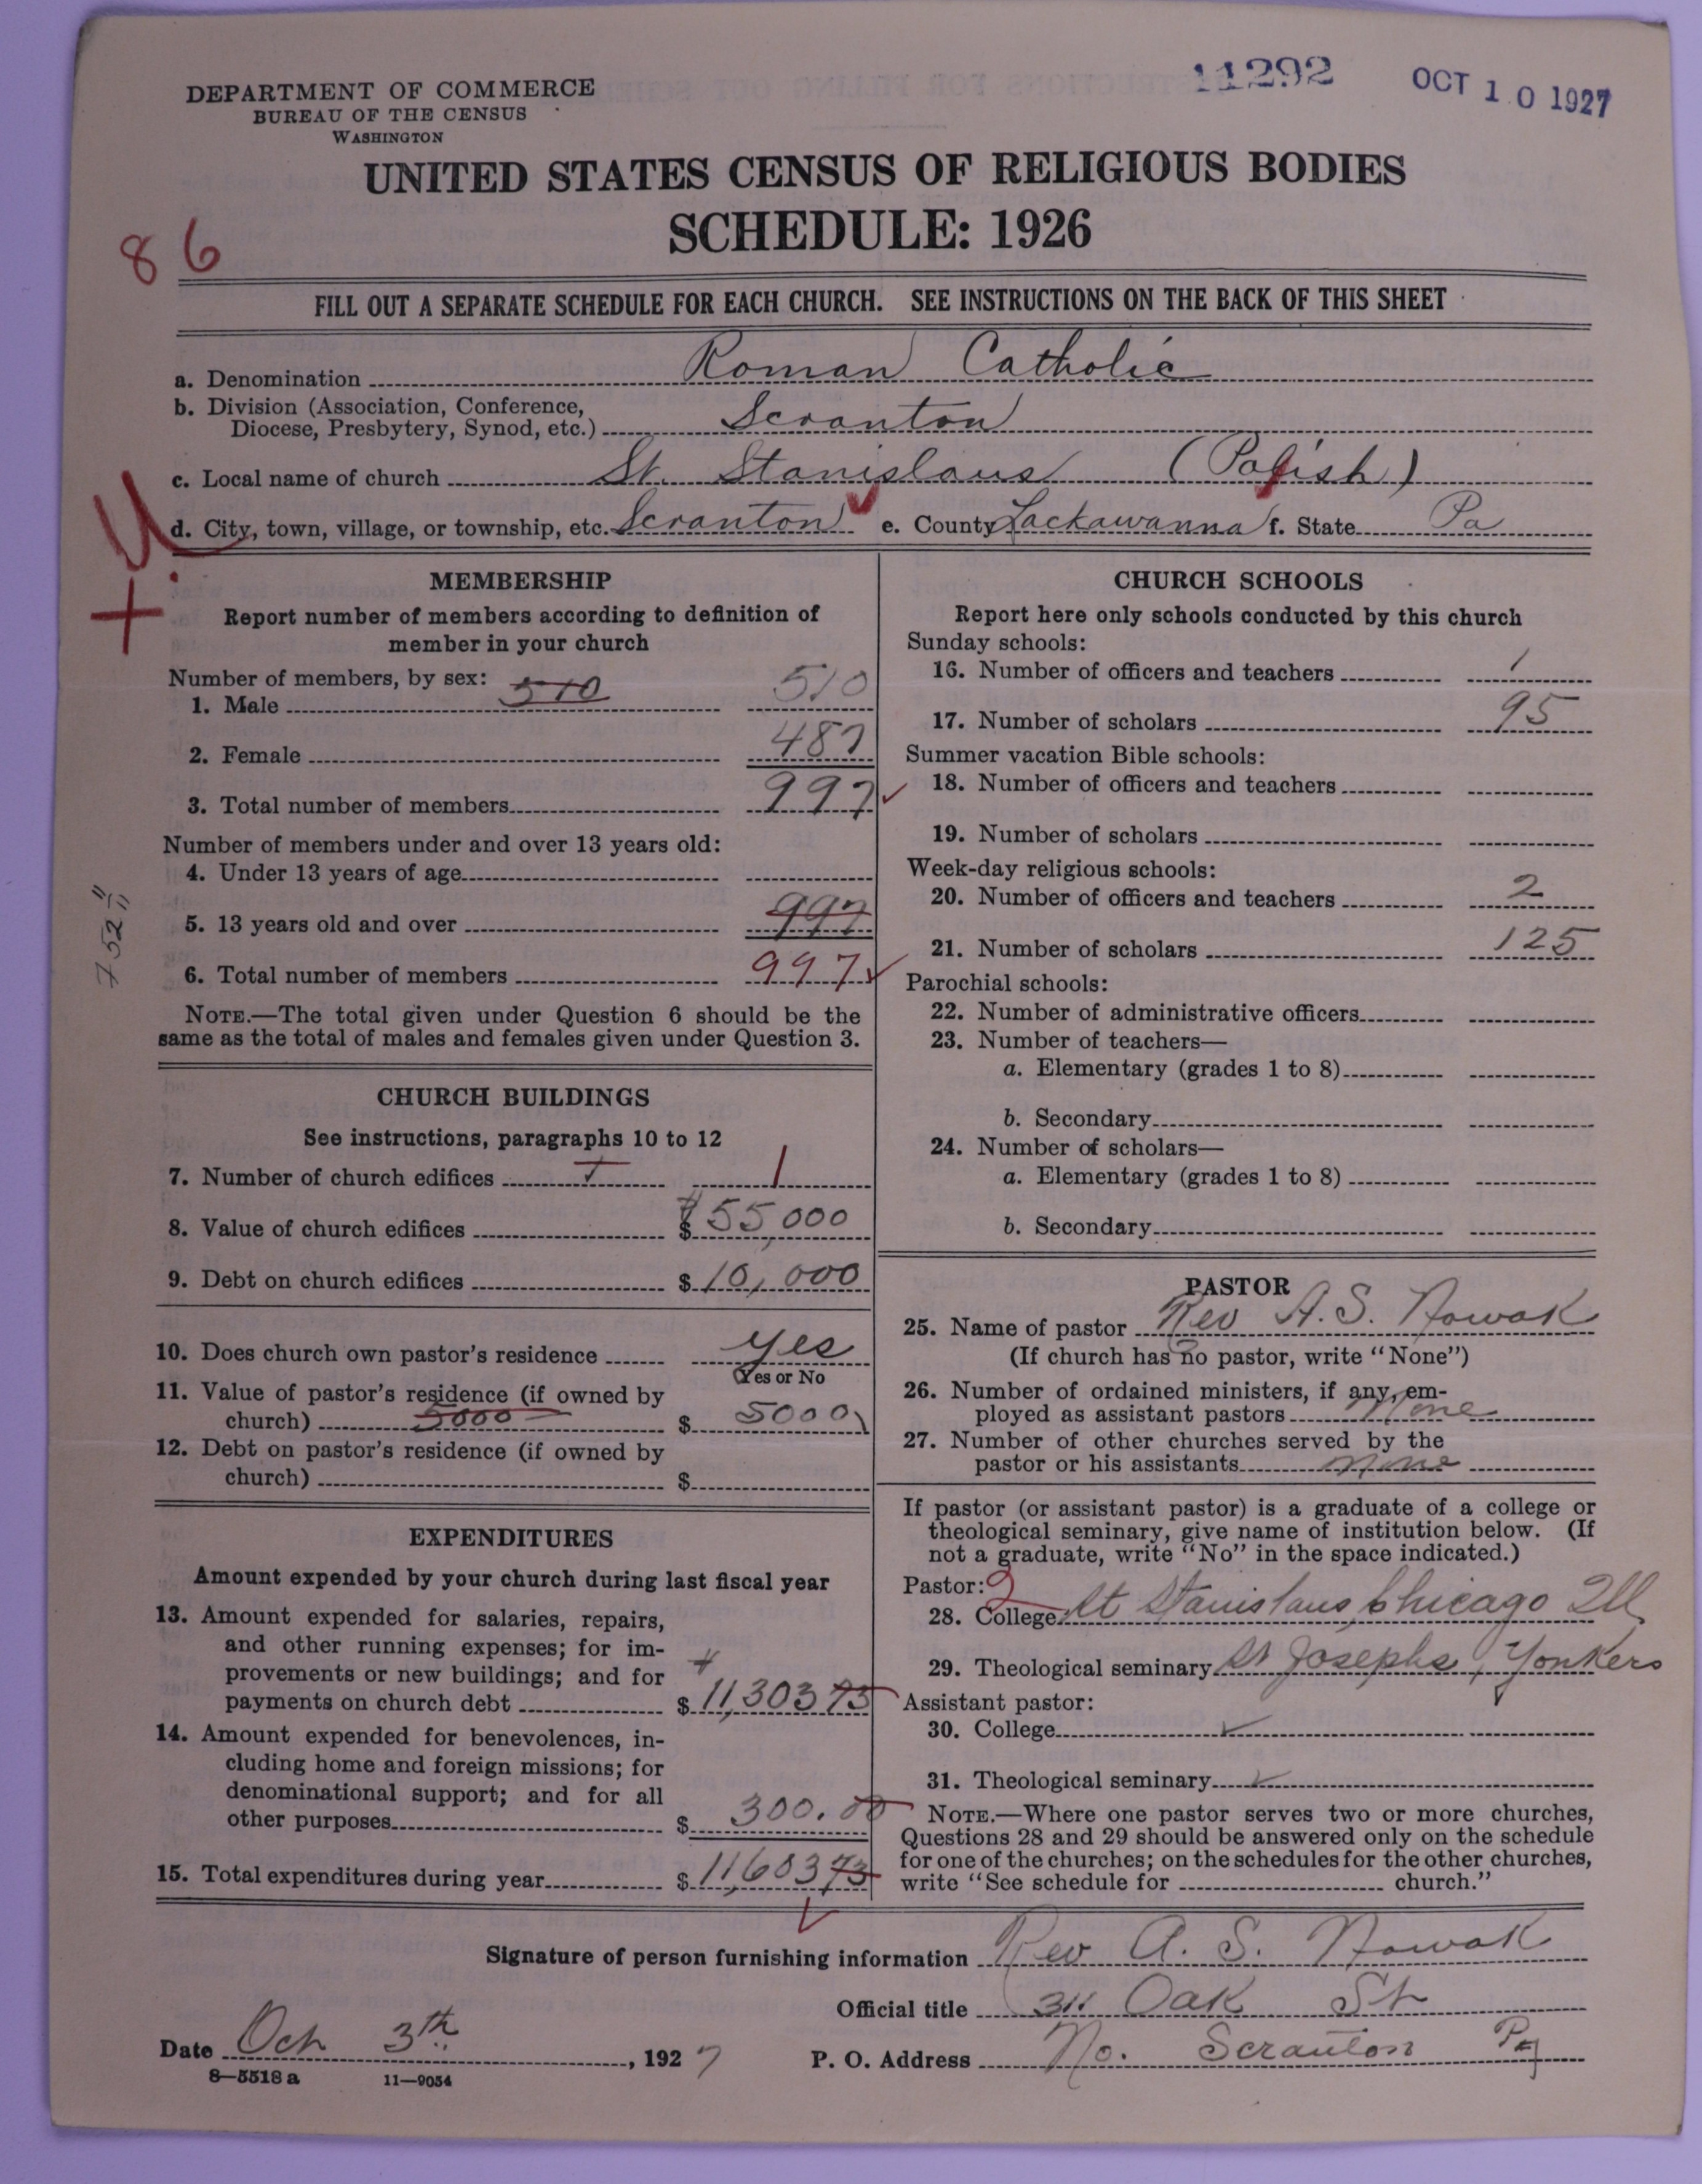 11292 OCT 10 1927
DEPARTMENT OF COMMERCE
BUREAU OF THE CENSUS
WASHINGTON
UNITED STATES CENSUS OF RELIGIOUS BODIES
SCHEDULE: 1926
86
FILL OUT A SEPARATE SCHEDULE FOR EACH CHURCH. SEE INSTRUCTIONS ON THE BACK OF THIS SHEET
a. Denomination Roman Catholic
b. Division (Association, Conference,
Diocese, Presbytery, Synod, etc.) Scranton
c. Local name of church St. Stanislaus (Polish)
d. City, town, village, or township, etc. Scranton e. County Lackawanna f. State Pa
MEMBERSHIP
Report number of members according to definition of
member in your church
Number of members, by sex: 510
1. Male 510
2. Female 487
3. Total number of members 997
Number of members under and over 13 years old:
4. Under 13 years of age
5. 13 years old and over 997
6. Total number of members 997
NOTE.—The total given under Question 6 should be the
same as the total of males and females given under Question 3.
CHURCH BUILDINGS
See instructions, paragraphs 10 to 12
7. Number of church edifices 1 1
8. Value of church edifices $55,000
9. Debt on church edifices $10,000
10. Does church own pastor's residence Yes
Yes or No
11. Value of pastor's residence (if owned by
church) 5000 $ 5000
12. Debt on pastor's residence (if owned by
church) $
EXPENDITURES
Amount expended by your church during last fiscal year
13. Amount expended for salaries, repairs,
and other running expenses; for im-
provements or new buildings; and for
payments on church debt $11,303 73
14. Amount expended for benevolences, in-
cluding home and foreign missions; for
denominational support; and for all
other purposes $ 300.00
15. Total expenditures during year $11,603 73
CHURCH SCHOOLS
Report here only schools conducted by this church
Sunday schools:
16. Number of officers and teachers 1
17. Number of scholars 95
Summer vacation Bible schools:
18. Number of officers and teachers
19. Number of scholars
Week-day religious schools:
20. Number of officers and teachers 2
21. Number of scholars 125
Parochial schools:
22. Number of administrative officers
23. Number of teachers—
a. Elementary (grades 1 to 8)
b. Secondary
24. Number of scholars—
a. Elementary (grades 1 to 8)
b. Secondary
PASTOR
25. Name of pastor Rev A. S. Nowak
(If church has no pastor, write "None")
26. Number of ordained ministers, if any, em-
ployed as assistant pastors None
27. Number of other churches served by the
pastor or his assistants None
If pastor (or assistant pastor) is a graduate of a college or
theological seminary, give name of institution below. (If
not a graduate, write "No" in the space indicated.)
Pastor: 2
28. College St Stanislaus, Chicago Ill
29. Theological seminary St Josephs, Yonkers
Assistant pastor:
30. College
31. Theological seminary
NOTE.—Where one pastor serves two or more churches,
Questions 28 and 29 should be answered only on the schedule
for one of the churches; on the schedules for the other churches,
write "See schedule for church."
Signature of person furnishing information Rev A. S. Nowak
Official title 311 Oak St
Date Oct 3th, 1927 P. O. Address No. Scranton Pa
8—5518 a 11—9054